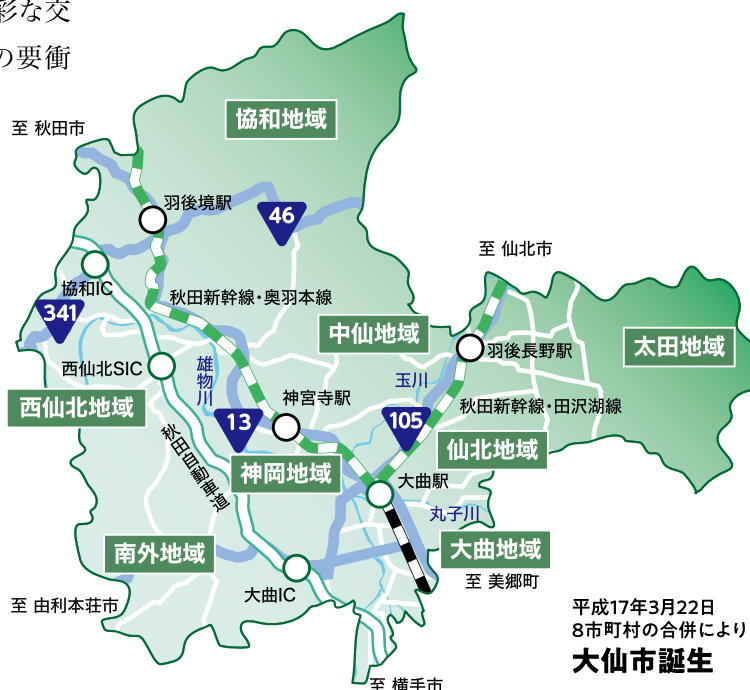 彩な交
の要衝
至 秋田市
協和地域
羽後境駅
46
至 仙北市
協和IC
秋田新幹線・奥羽本線
341
中仙地域
太田地域
羽後長野駅
西仙北SIC
雄物川
玉川
神宮寺駅
秋田新幹線・田沢湖線
西仙北地域
13
105
秋田自動車道
仙北地域
神岡地域
大曲駅
丸子川
南外地域
大曲地域
至 美郷町
大曲IC
至 由利本荘市
平成17年3月22日
8市町村の合併により
大仙市誕生
至 横手市